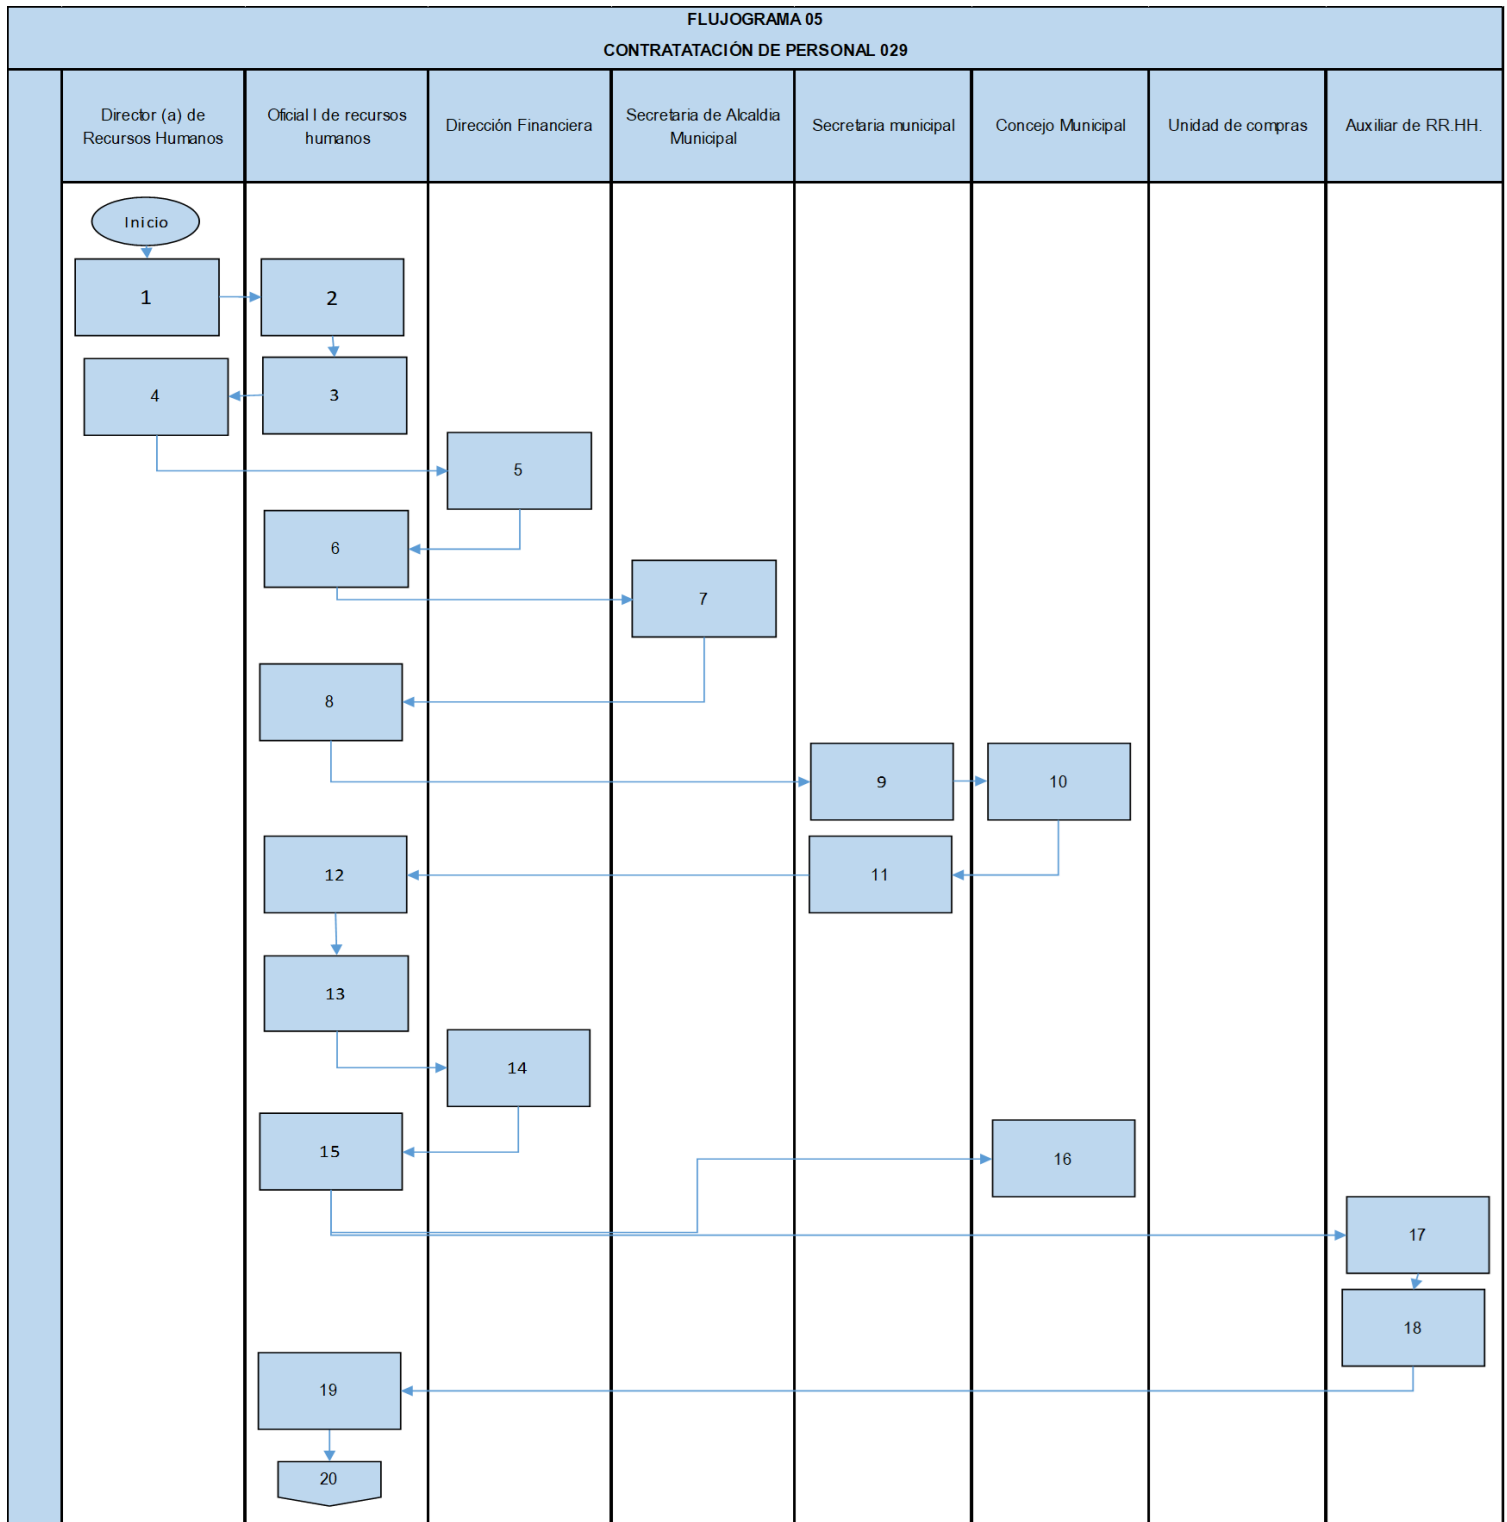 FLUJOGRAMA 05
CONTRATATACIÓN DE PERSONAL 029
Director (a) de
Recursos Humanos
Oficial I de recursos
humanos
Dirección Financiera
Secretaria de Alcaldia
Municipal
Secretaria municipal
Concejo Municipal
Unidad de compras
Auxiliar de RR.HH.
Inicio
1
2
3
4
5
6
7
8
9
10
11
12
13
14
15
16
17
18
19
20